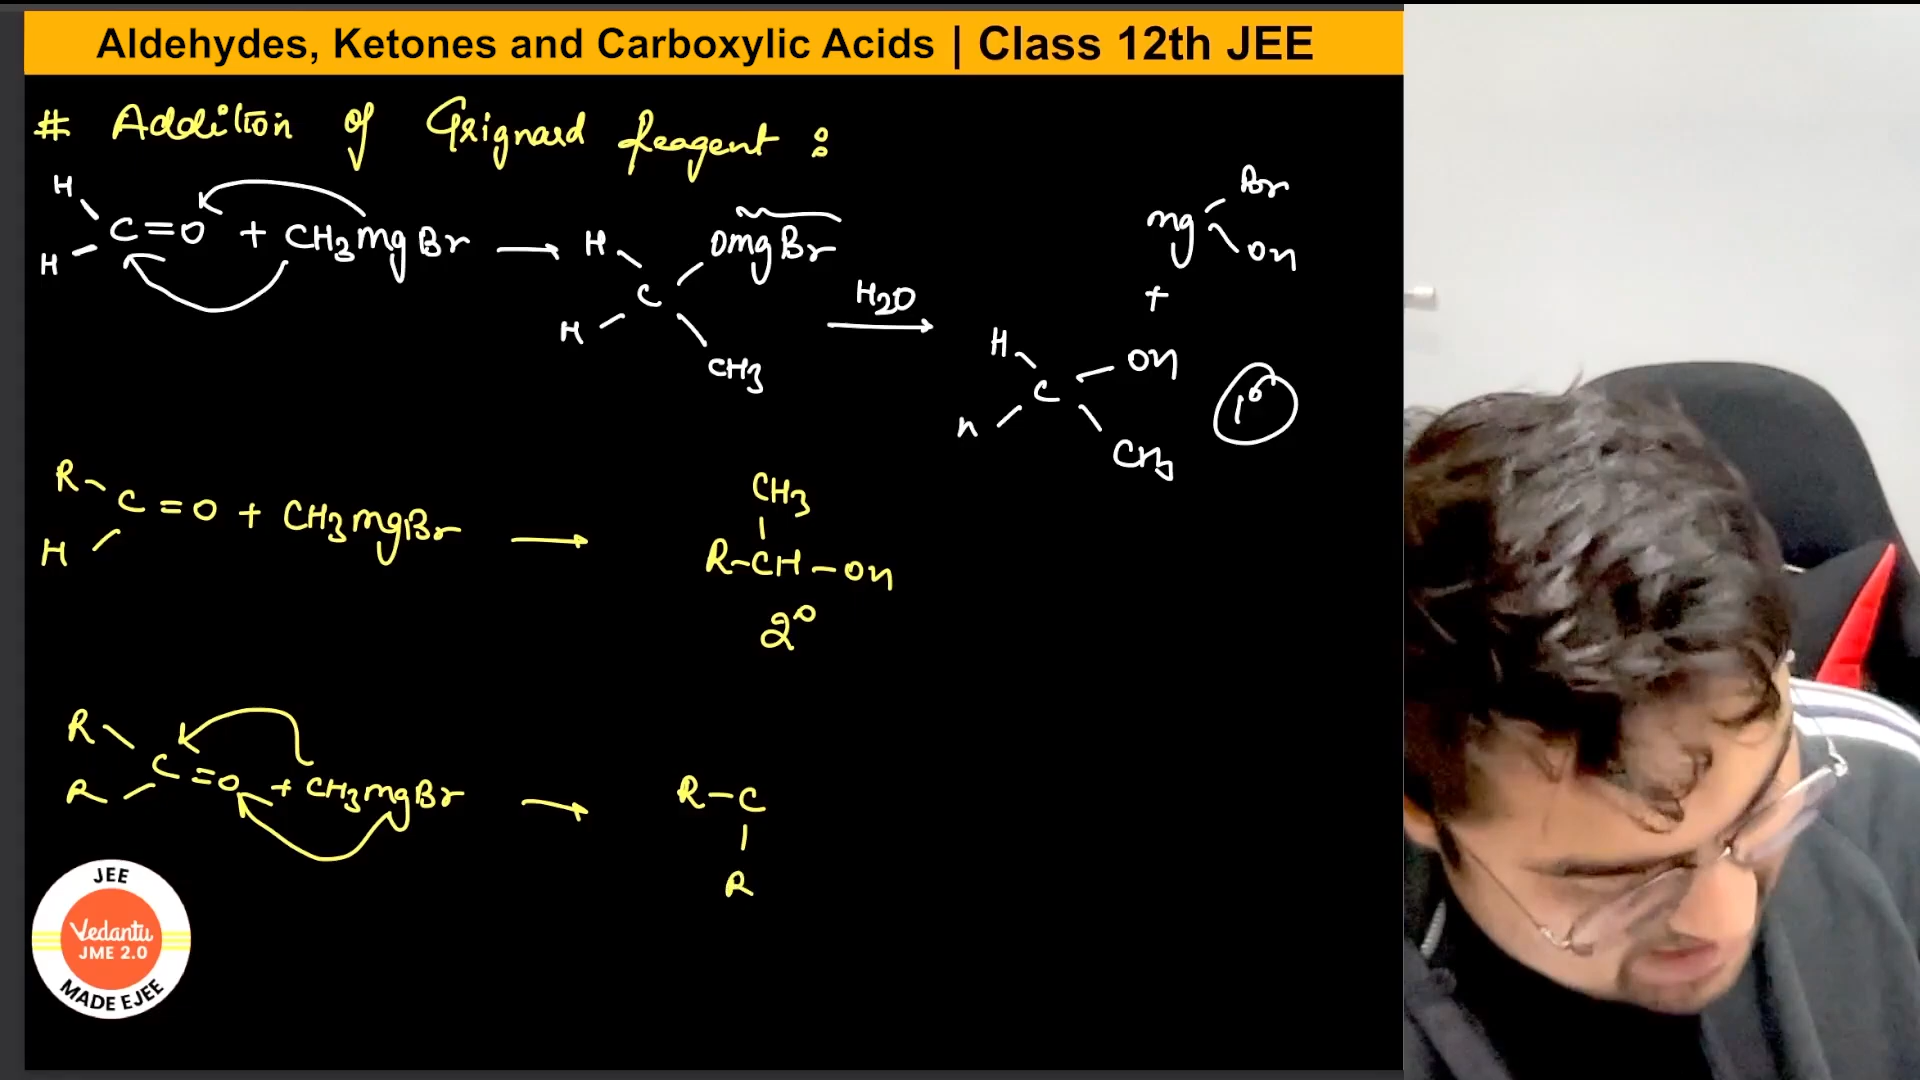 Aldehydes, Ketones and Carboxylic Acids | Class 12th JEE
# Addition of Grignard Reagent :
H
H
C=O + CH3MgBr ⟶
H
H
C
OMgBr
CH3
H2O
Mg
Br
OH
+
H
H
C
OH
CH3
1°
R
H
C=O + CH3MgBr ⟶
CH3
R-CH-OH
2°
R
R
C=O + CH3MgBr ⟶
R-C
R
JEE
Vedantu
JME 2.0
MADE EJEE